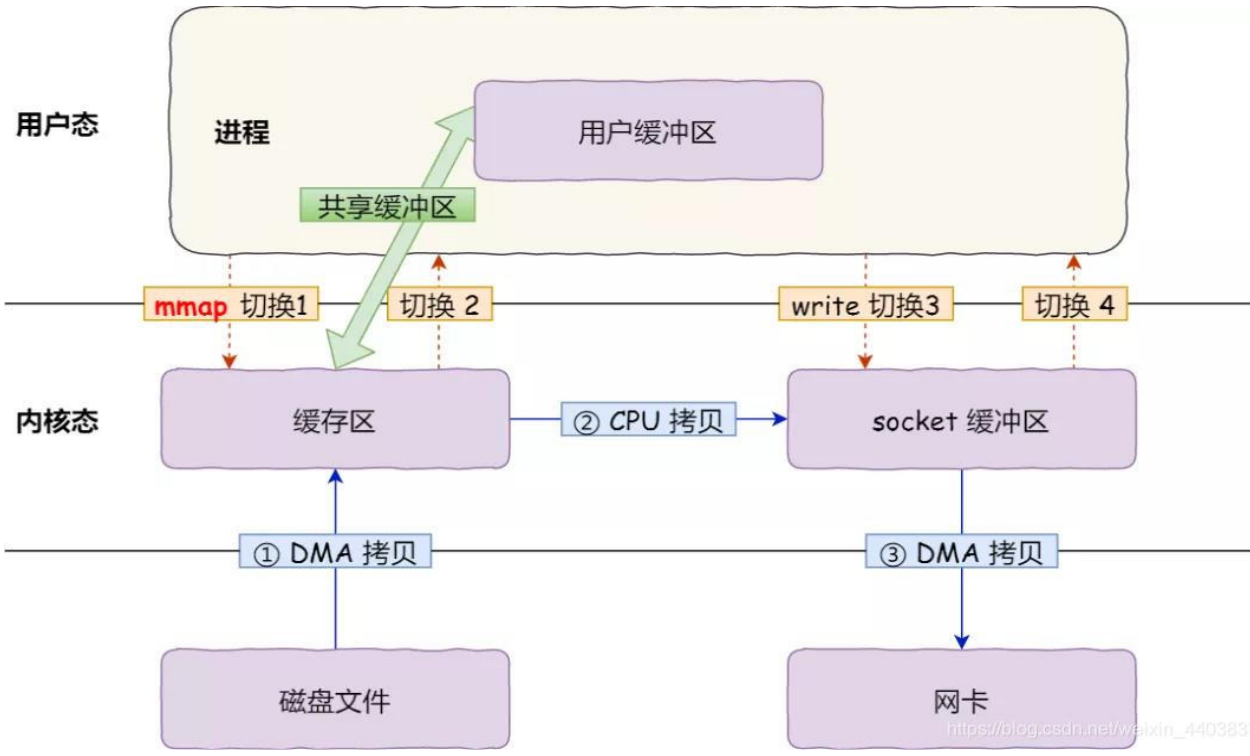 用户态
进程
用户缓冲区
共享缓冲区
mmap 切换1
切换 2
write 切换3
切换 4
内核态
缓存区
② CPU 拷贝
socket 缓冲区
① DMA 拷贝
③ DMA 拷贝
磁盘文件
网卡
https://blog.csdn.net/weixin_440383